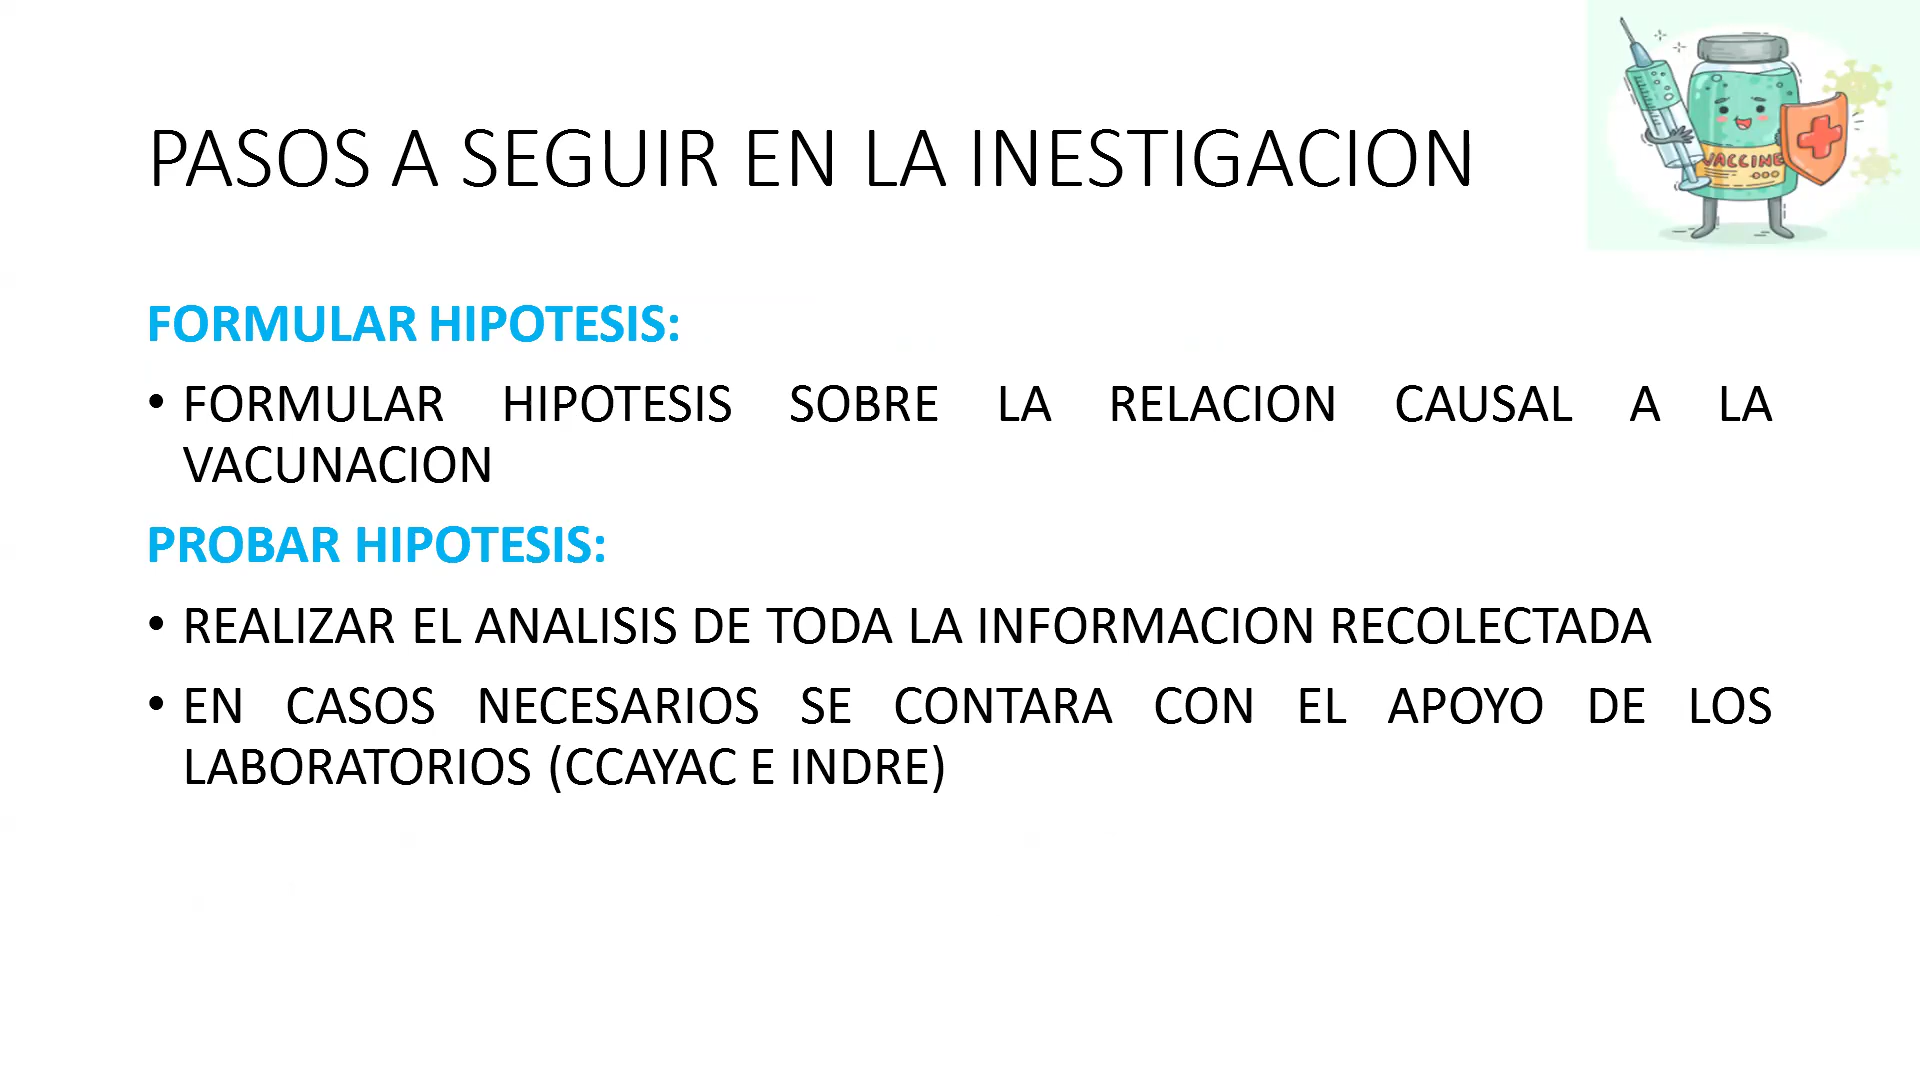 PASOS A SEGUIR EN LA INESTIGACION
VACCINE
FORMULAR HIPOTESIS:
• FORMULAR HIPOTESIS SOBRE LA RELACION CAUSAL A LA
VACUNACION
PROBAR HIPOTESIS:
• REALIZAR EL ANALISIS DE TODA LA INFORMACION RECOLECTADA
• EN CASOS NECESARIOS SE CONTARA CON EL APOYO DE LOS
LABORATORIOS (CCAYAC E INDRE)